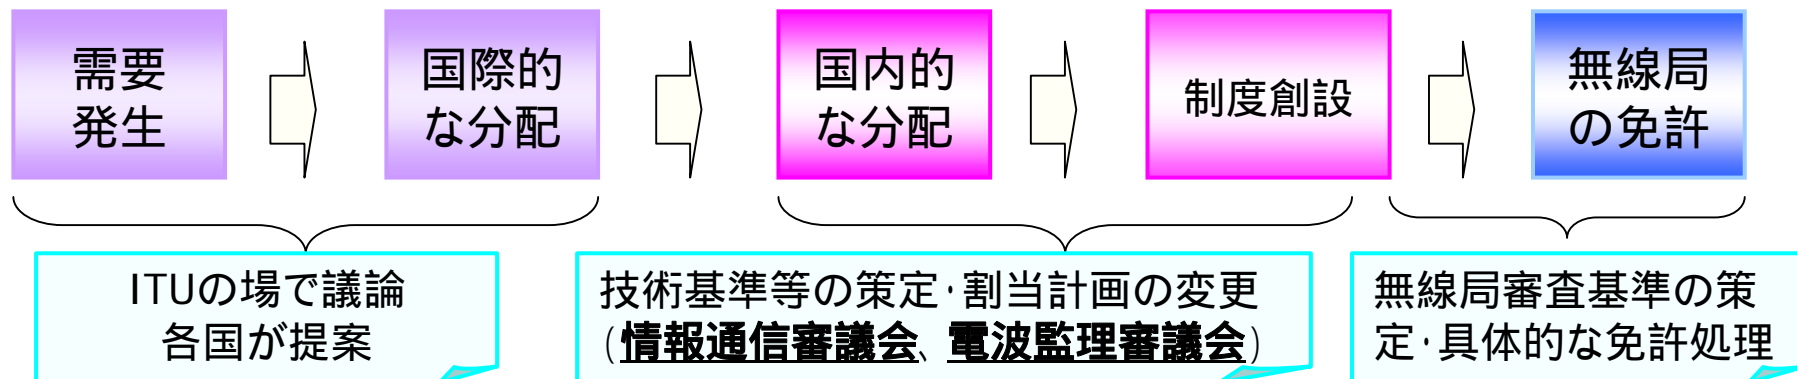 需要
発生
国際的
な分配
国内的
な分配
制度創設
無線局
の免許
ITUの場で議論
各国が提案
技術基準等の策定・割当計画の変更
(情報通信審議会、電波監理審議会)
無線局審査基準の策
定・具体的な免許処理